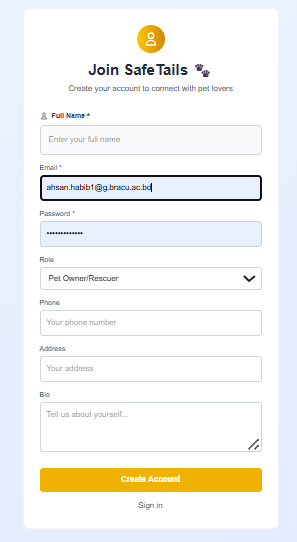 Join SafeTails 🐾
Create your account to connect with pet lovers
Full Name *
Enter your full name
Email *
ahsan.habib1@g.bracu.ac.bd
Password *
•••••••••••••
Role
Pet Owner/Rescuer
Phone
Your phone number
Address
Your address
Bio
Tell us about yourself...
Create Account
Sign in